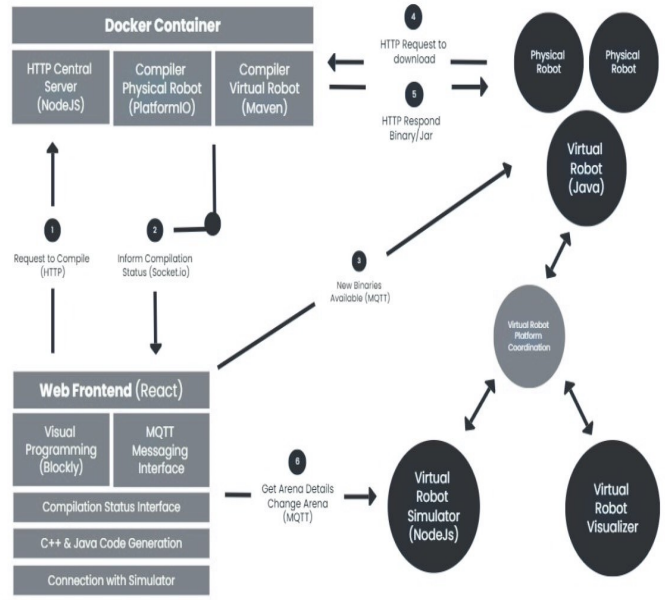 Docker Container
HTTP Central
Server
(NodeJS)
Compiler
Physical Robot
(PlatformIO)
Compiler
Virtual Robot
(Maven)
4
HTTP Request to
download
5
HTTP Respond
Binary/Jar
Physical
Robot
Physical
Robot
Virtual
Robot
(Java)
1
Request to Compile
(HTTP)
2
Inform Compilation
Status (Socket.io)
3
New Binaries
Available (MQTT)
Virtual Robot
Platform
Coordination
Web Frontend (React)
Visual
Programming
(Blockly)
MQTT
Messaging
Interface
Compilation Status Interface
C++ & Java Code Generation
Connection with Simulator
6
Get Arena Details
Change Arena
(MQTT)
Virtual
Robot
Simulator
(NodeJs)
Virtual
Robot
Visualizer